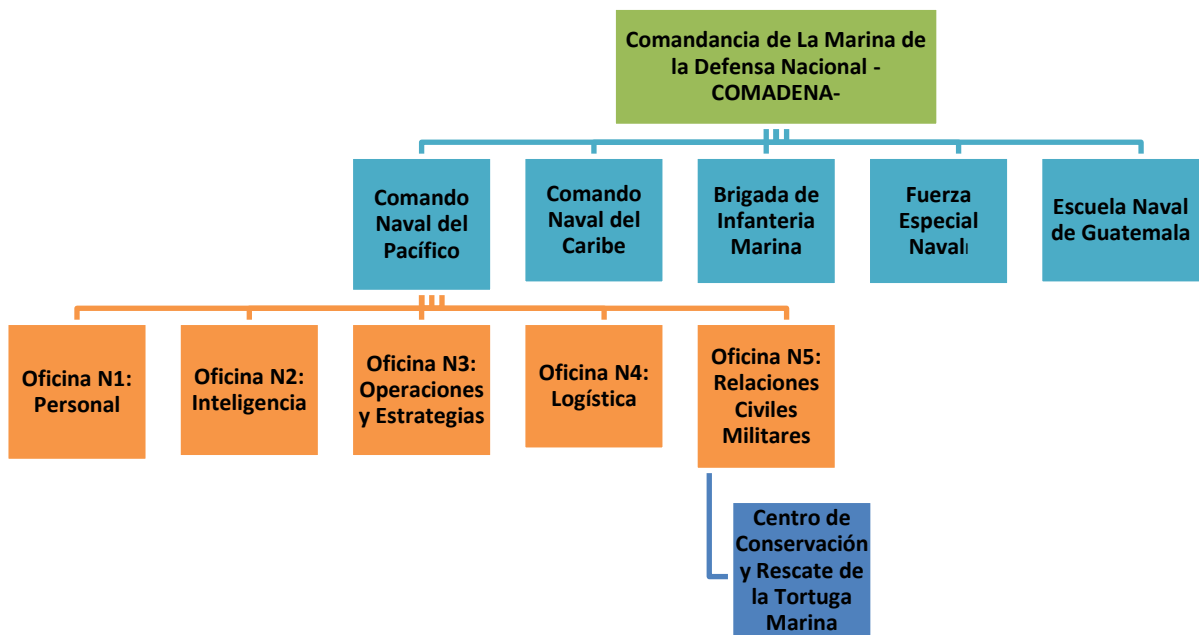 Comandancia de La Marina de
la Defensa Nacional -
COMADENA-
Comando
Naval del
Pacífico
Comando
Naval del
Caribe
Brigada de
Infanteria
Marina
Fuerza
Especial
Naval
Escuela Naval
de Guatemala
Oficina N1:
Personal
Oficina N2:
Inteligencia
Oficina N3:
Operaciones
y Estrategias
Oficina N4:
Logística
Oficina N5:
Relaciones
Civiles
Militares
Centro de
Conservación
y Rescate de
la Tortuga
Marina